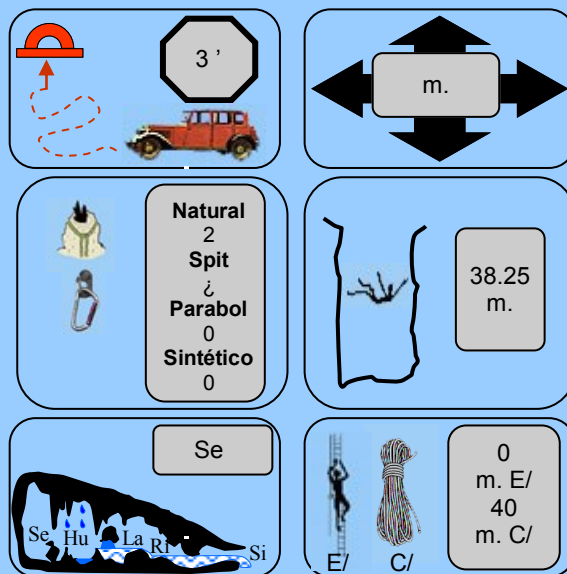 3 ’
m.
Natural
2
Spit
¿
Parabol
0
Sintético
0
38.25
m.
Se
Se Hu La Ri Si
0
m. E/
40
m. C/
E/ C/